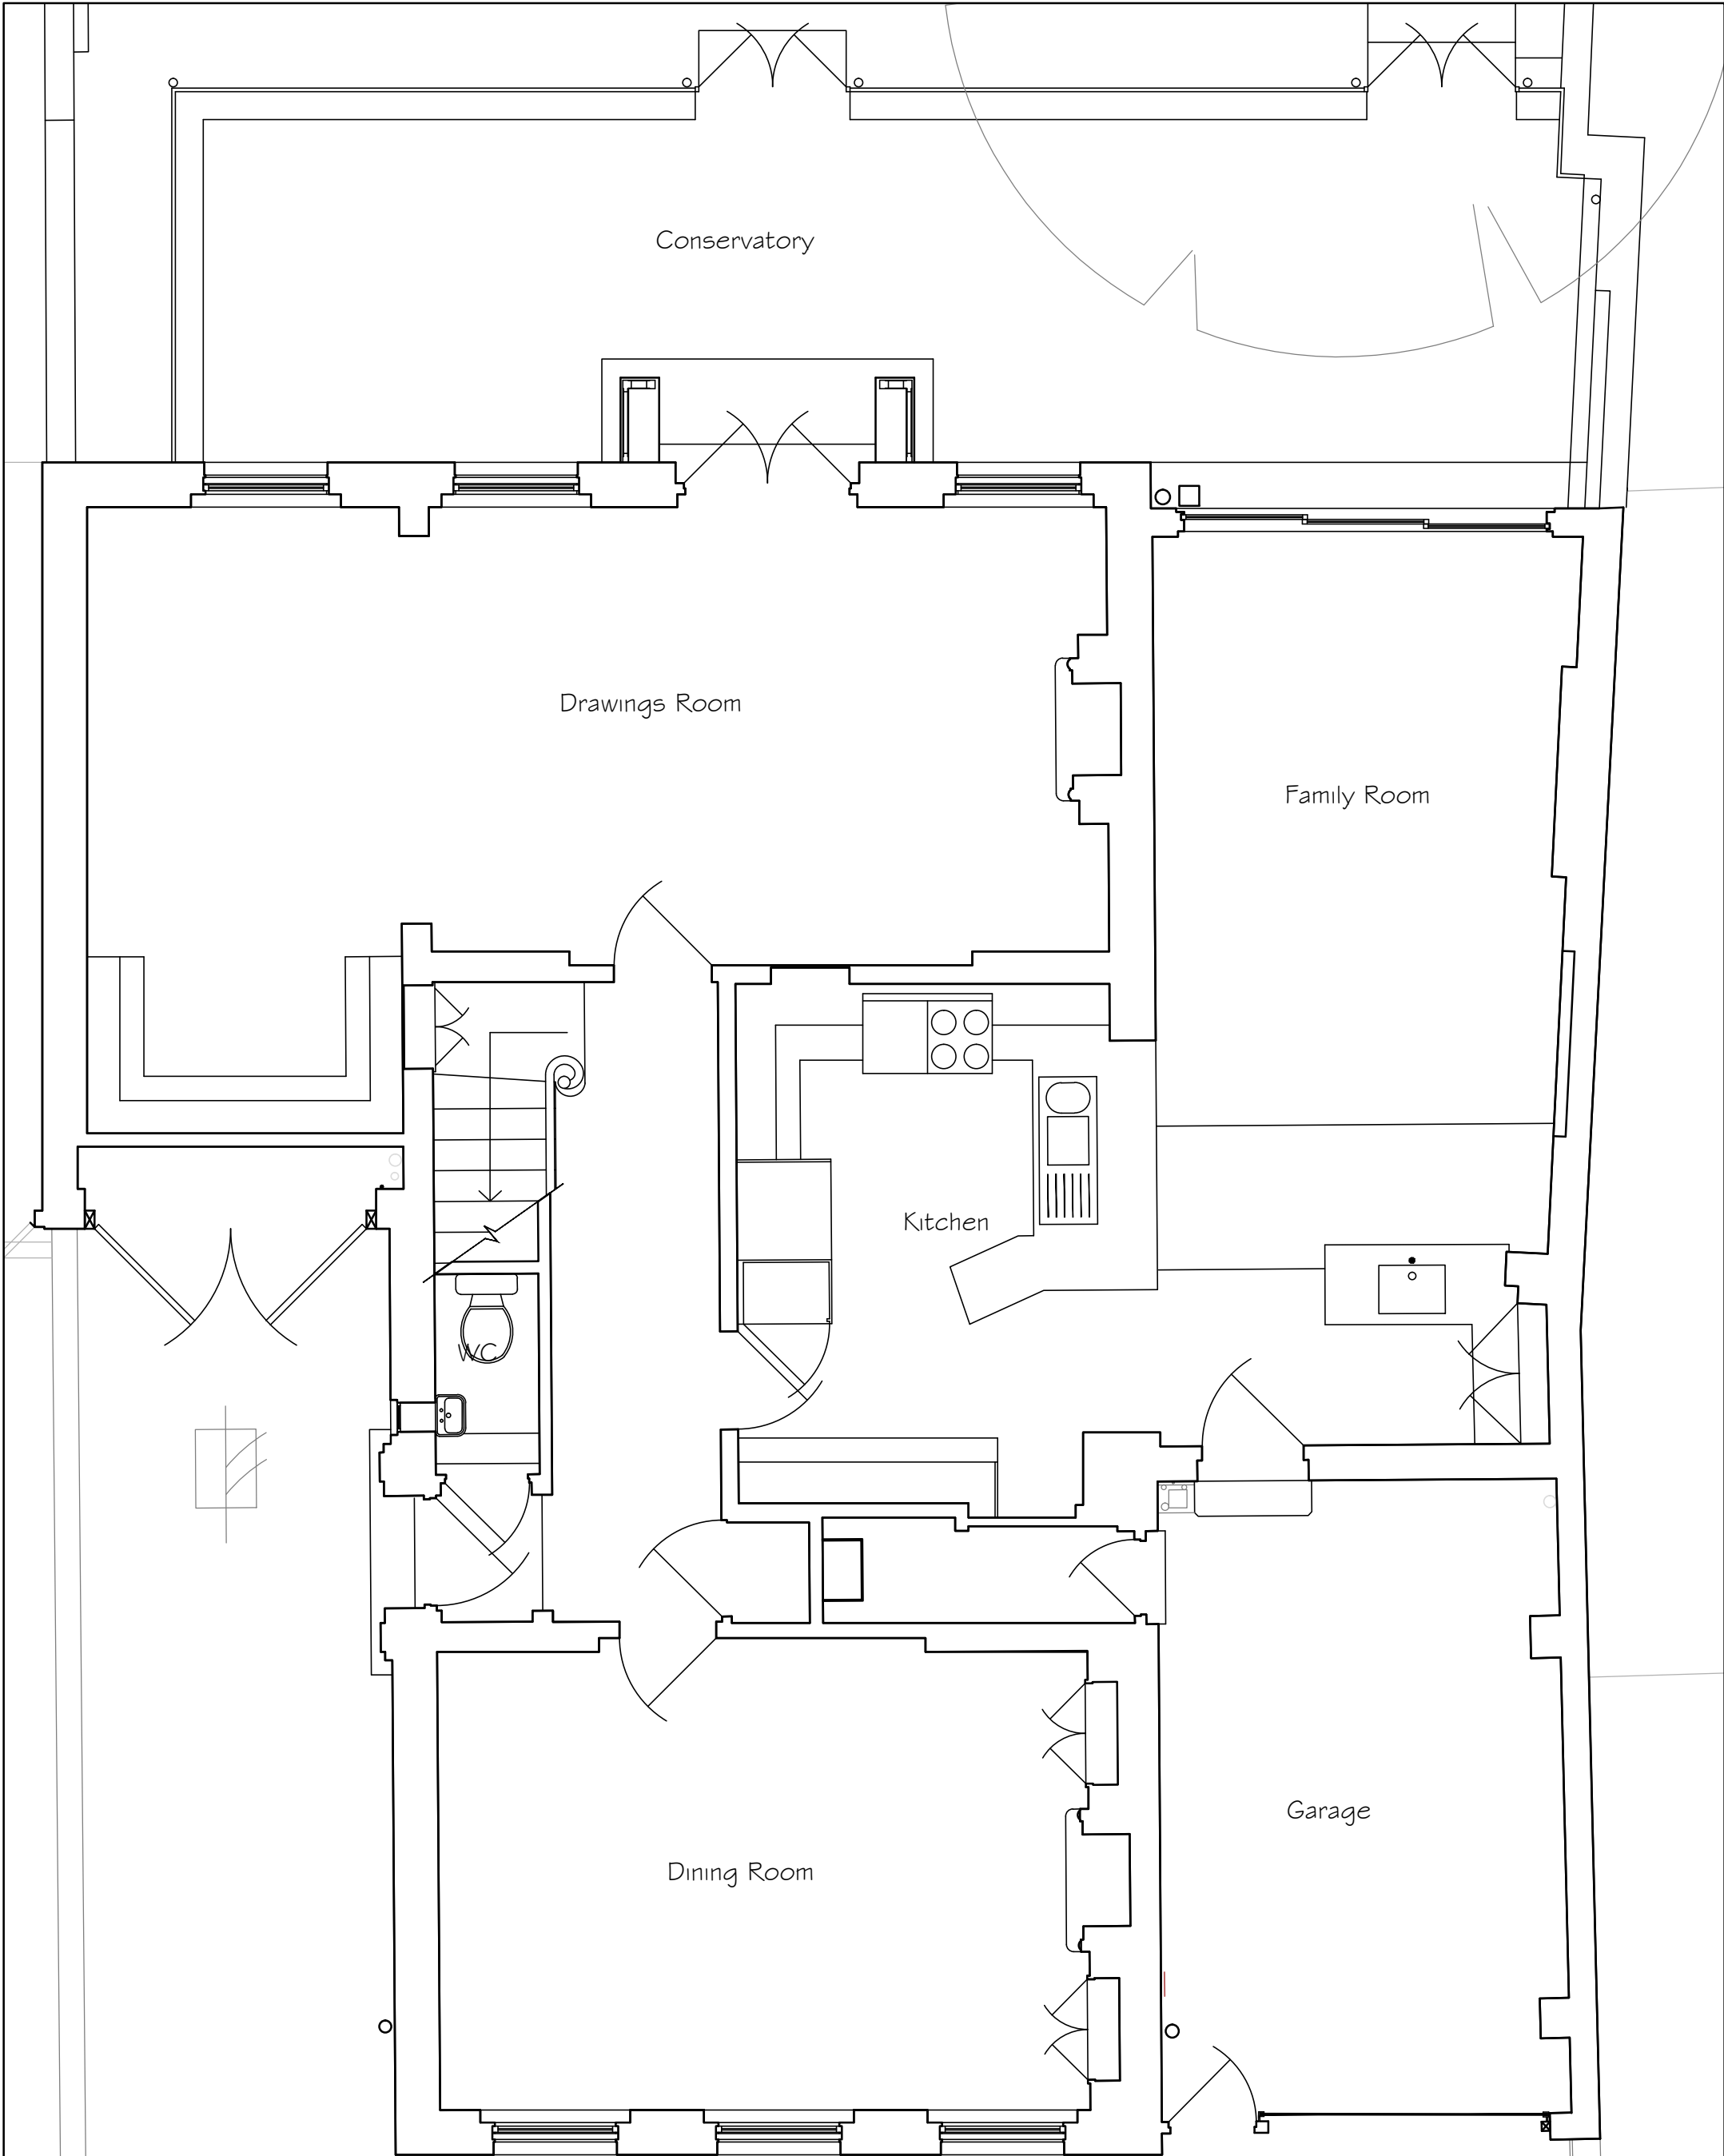 Conservatory
Drawings Room
Family Room
Kitchen
WC
Garage
Dining Room